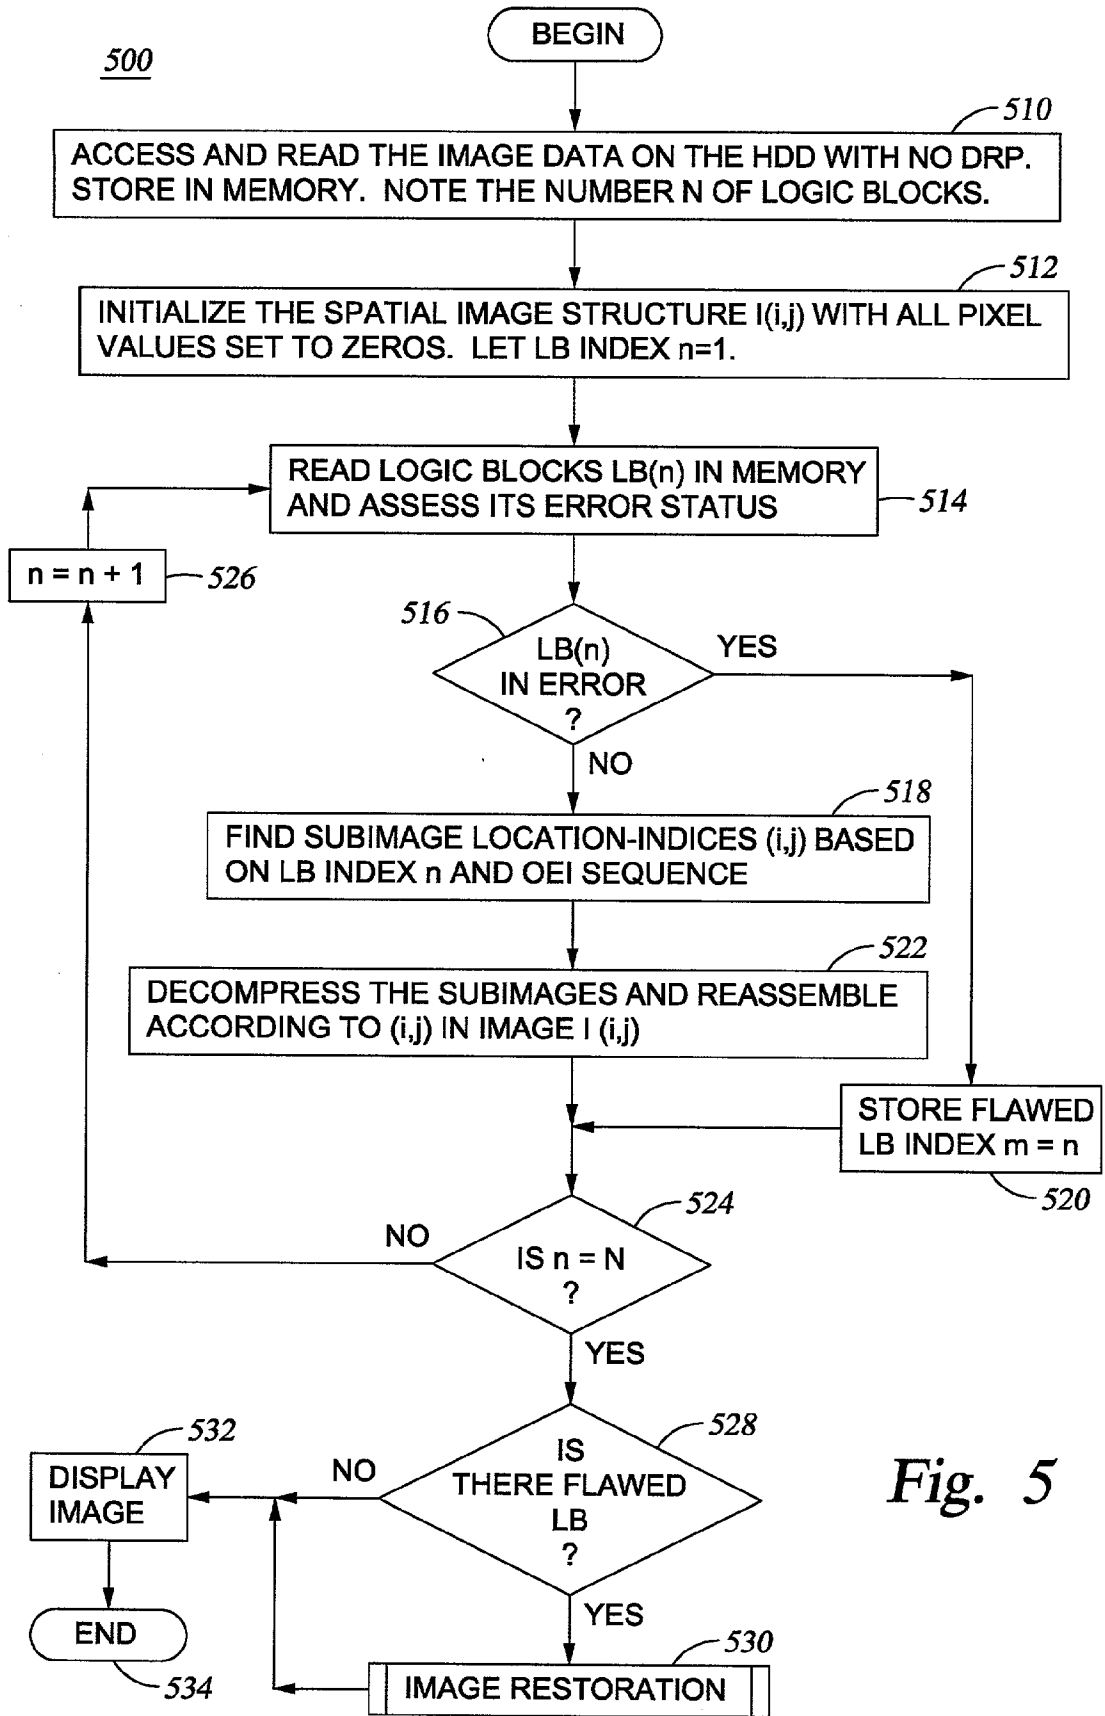 BEGIN
500
510
ACCESS AND READ THE IMAGE DATA ON THE HDD WITH NO DRP.
STORE IN MEMORY. NOTE THE NUMBER N OF LOGIC BLOCKS.
512
INITIALIZE THE SPATIAL IMAGE STRUCTURE I(i,j) WITH ALL PIXEL
VALUES SET TO ZEROS. LET LB INDEX n=1.
READ LOGIC BLOCKS LB(n) IN MEMORY
AND ASSESS ITS ERROR STATUS
514
n = n + 1
526
516
LB(n)
IN ERROR
?
YES
NO
518
FIND SUBIMAGE LOCATION-INDICES (i,j) BASED
ON LB INDEX n AND OEI SEQUENCE
522
DECOMPRESS THE SUBIMAGES AND REASSEMBLE
ACCORDING TO (i,j) IN IMAGE I (i,j)
STORE FLAWED
LB INDEX m = n
520
524
NO
IS n = N
?
YES
532
DISPLAY
IMAGE
528
NO
IS
THERE FLAWED
LB
?
YES
Fig. 5
END
534
530
IMAGE RESTORATION